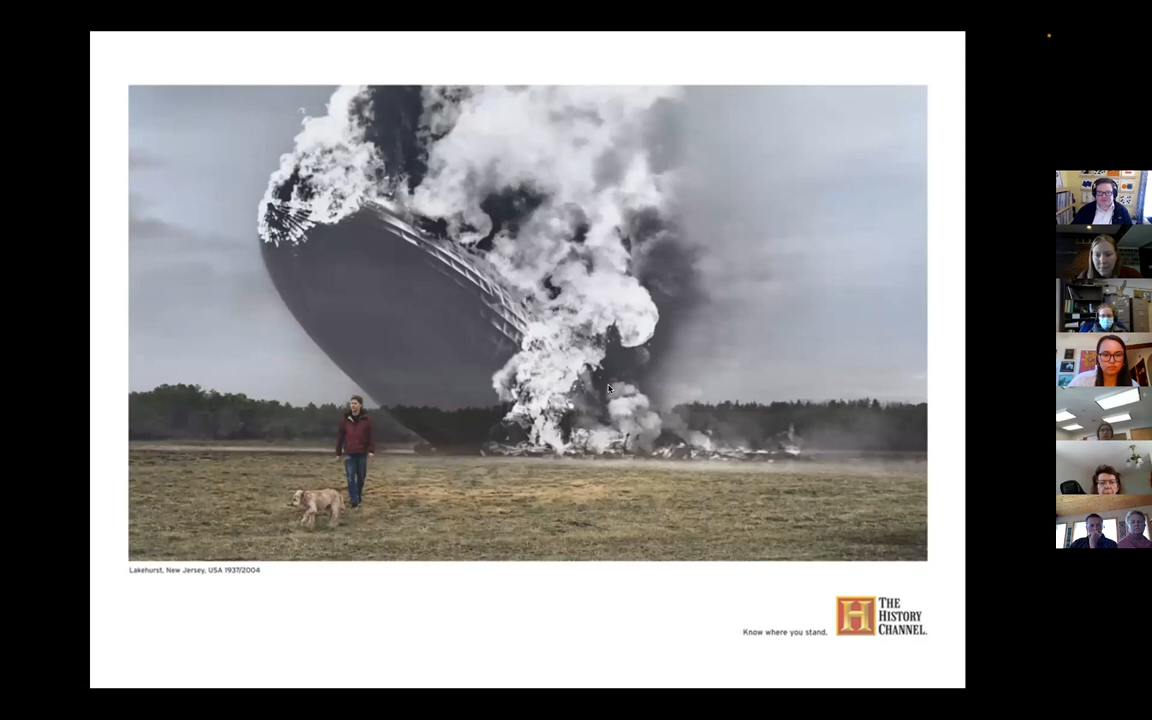 Lakehurst, New Jersey, USA 1937/2004
Know where you stand.
H
THE
HISTORY
CHANNEL.